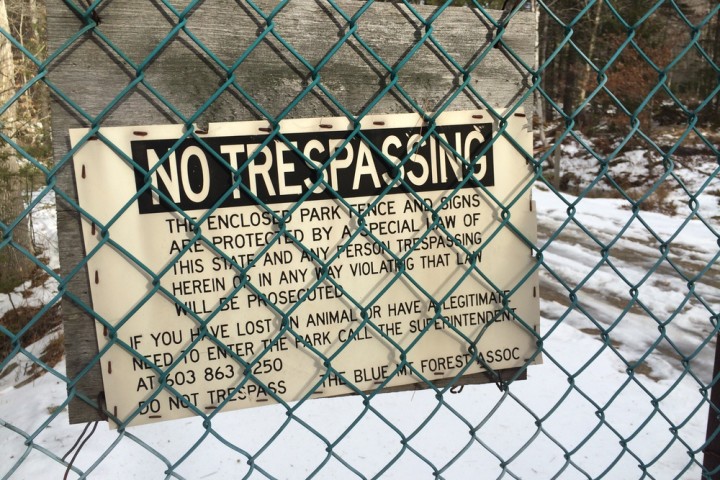 NO TRESPASSING
THE ENCLOSED PARK FENCE AND SIGNS
ARE PROTECTED BY A SPECIAL LAW OF
THIS STATE AND ANY PERSON TRESPASSING
HEREIN OR IN ANY WAY VIOLATING THAT LAW
WILL BE PROSECUTED
IF YOU HAVE LOST AN ANIMAL OR HAVE A LEGITIMATE
NEED TO ENTER THE PARK CALL THE SUPERINTENDENT
AT 603 863 250
DO NOT TRESPASS THE BLUE MT FOREST ASSOC